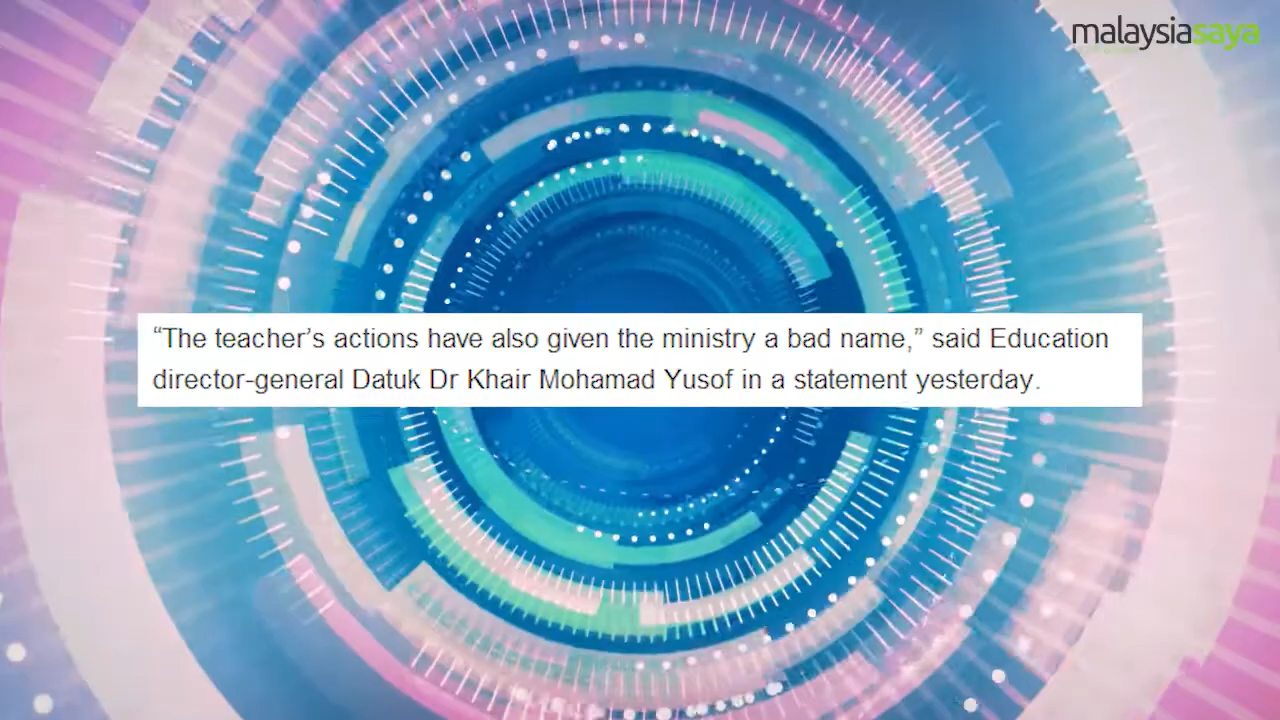 malaysiasaya
“The teacher’s actions have also given the ministry a bad name,” said Education
director-general Datuk Dr Khair Mohamad Yusof in a statement yesterday.